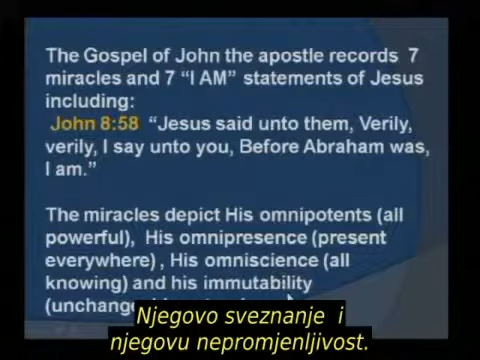 The Gospel of John the apostle records 7
miracles and 7 “I AM” statements of Jesus
including:
John 8:58 “Jesus said unto them, Verily,
verily, I say unto you, Before Abraham was,
I am.”
The miracles depict His omnipotents (all
powerful), His omnipresence (present
everywhere) , His omniscience (all
knowing) and his immutability
(unchange
Njegovo sveznanje i
njegovu nepromjenljivost.